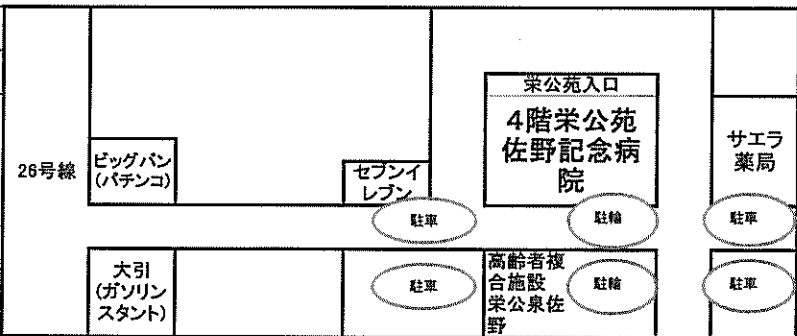 26号線
ビッグバン
(パチンコ)
セブンイ
レブン
栄公苑入口
4階栄公苑
佐野記念病
院
サエラ
薬局
駐車
駐輪
駐車
大引
(ガソリン
スタント)
駐車
高齢者複
合施設
栄公泉佐
野
駐輪
駐車